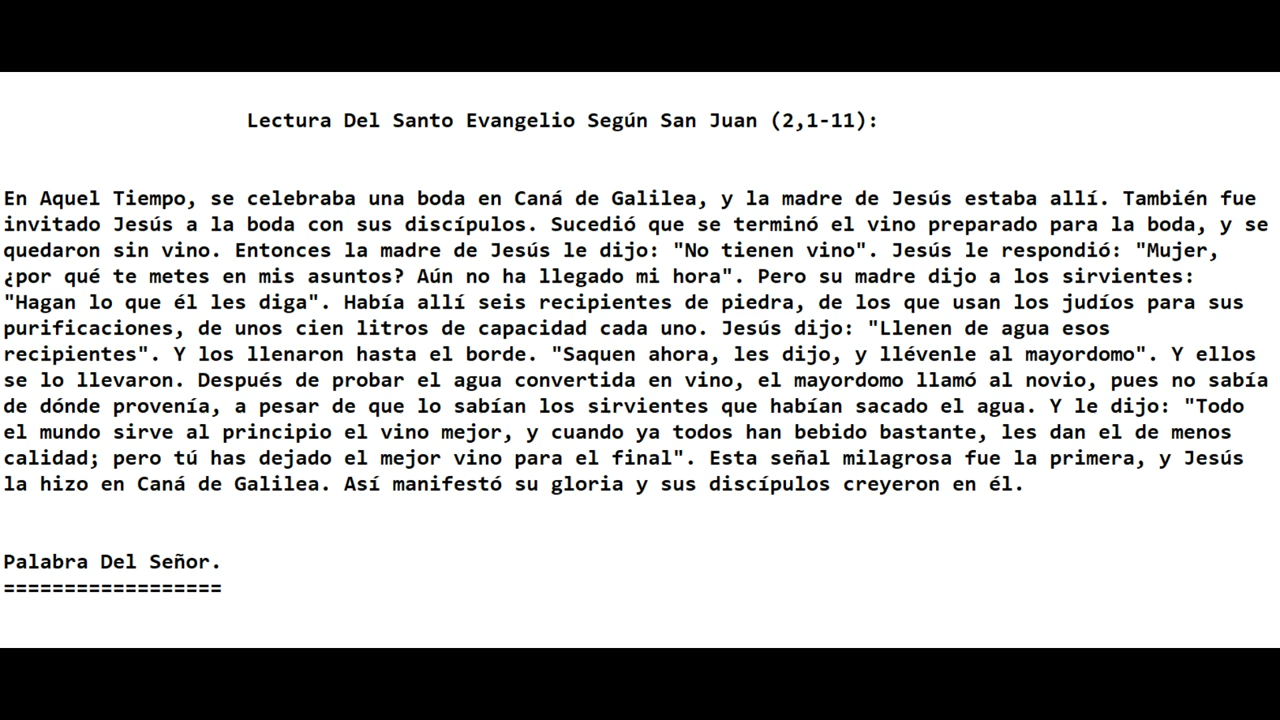 Lectura Del Santo Evangelio Según San Juan (2,1-11):
En Aquel Tiempo, se celebraba una boda en Caná de Galilea, y la madre de Jesús estaba allí. También fue
invitado Jesús a la boda con sus discípulos. Sucedió que se terminó el vino preparado para la boda, y se
quedaron sin vino. Entonces la madre de Jesús le dijo: "No tienen vino". Jesús le respondió: "Mujer,
¿por qué te metes en mis asuntos? Aún no ha llegado mi hora". Pero su madre dijo a los sirvientes:
"Hagan lo que él les diga". Había allí seis recipientes de piedra, de los que usan los judíos para sus
purificaciones, de unos cien litros de capacidad cada uno. Jesús dijo: "Llenen de agua esos
recipientes". Y los llenaron hasta el borde. "Saquen ahora, les dijo, y llévenle al mayordomo". Y ellos
se lo llevaron. Después de probar el agua convertida en vino, el mayordomo llamó al novio, pues no sabía
de dónde provenía, a pesar de que lo sabían los sirvientes que habían sacado el agua. Y le dijo: "Todo
el mundo sirve al principio el vino mejor, y cuando ya todos han bebido bastante, les dan el de menos
calidad; pero tú has dejado el mejor vino para el final". Esta señal milagrosa fue la primera, y Jesús
la hizo en Caná de Galilea. Así manifestó su gloria y sus discípulos creyeron en él.
Palabra Del Señor.
==================